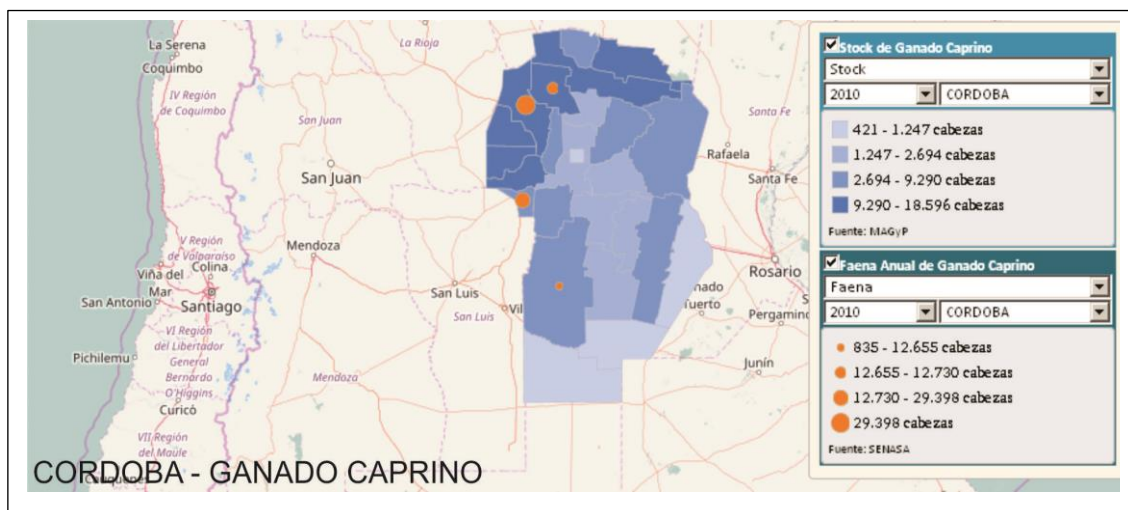 La Serena
Coquimbo
IV Región
de Coquimbo
La Rioja
San Juan
San Juan
Mendoza
San Luis
San Luis
Vil
Mendoza
V Región
de Valparaíso
Viña del
Mar
Colina
San Antonio
Santiago
VI Región
del Libertador
General
Bernardo
O'Higgins
Pichilemu
Curicó
VII Región
del Maule
Cauquenes
Santa Fe
Rafaela
Santa Fe
Rosario
nado
uerto
Pergamino
Junín
CORDOBA - GANADO CAPRINO
Stock de Ganado Caprino
Stock
2010 CORDOBA
421 - 1.247 cabezas
1.247 - 2.694 cabezas
2.694 - 9.290 cabezas
9.290 - 18.596 cabezas
Fuente: MAGyP
Faena Anual de Ganado Caprino
Faena
2010 CORDOBA
835 - 12.655 cabezas
12.655 - 12.730 cabezas
12.730 - 29.398 cabezas
29.398 cabezas
Fuente: SENASA